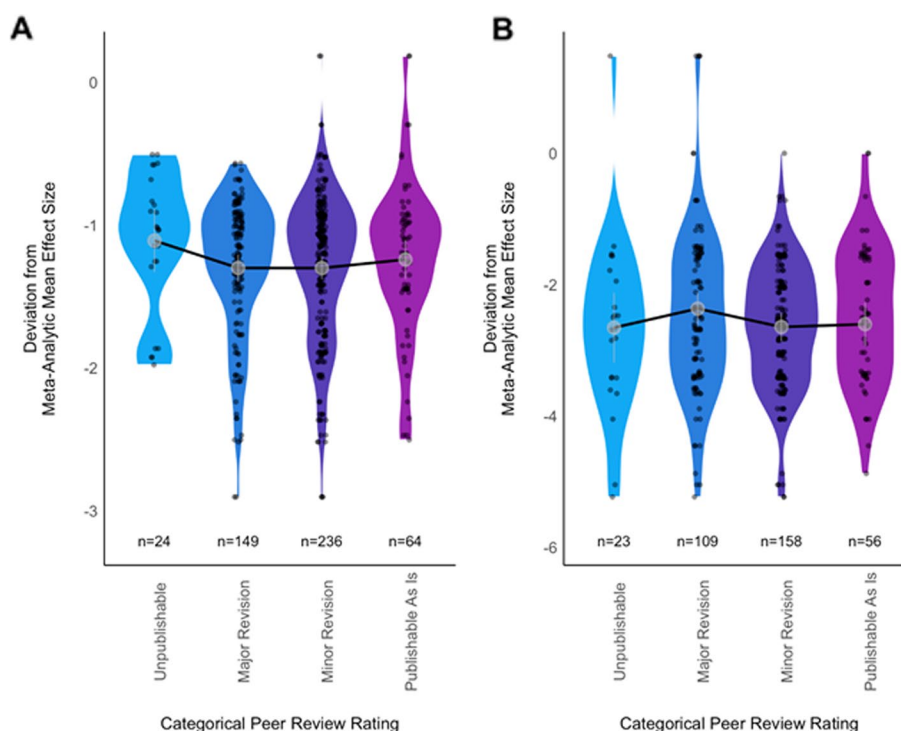 A
Deviation from
Meta-Analytic Mean Effect Size
0
-1
-2
-3
n=24 n=149 n=236 n=64
Unpublishable
Major Revision
Minor Revision
Publishable As Is
Categorical Peer Review Rating
B
Deviation from
Meta-Analytic Mean Effect Size
0
-2
-4
-6
n=23 n=109 n=158 n=56
Unpublishable
Major Revision
Minor Revision
Publishable As Is
Categorical Peer Review Rating